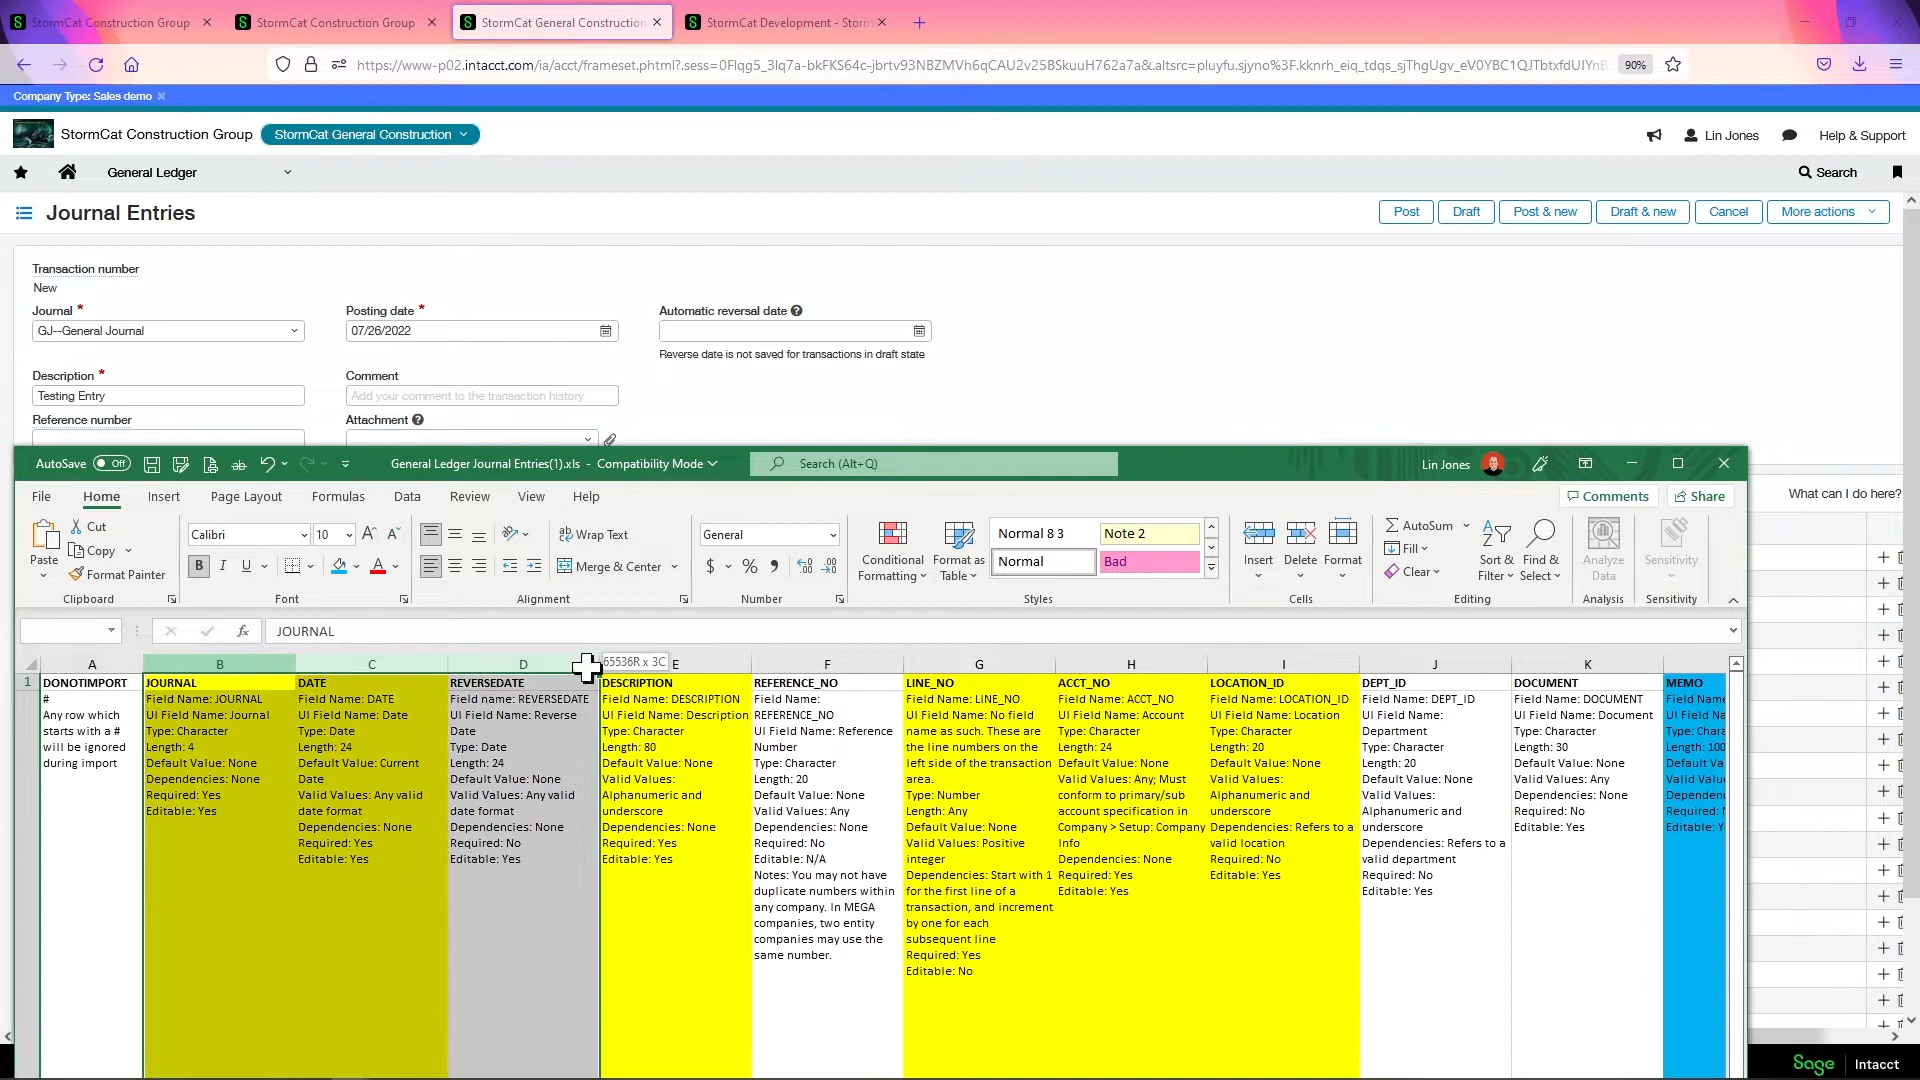 StormCat Construction Group
StormCat Construction Group
StormCat General Construction
StormCat Development - Storm
90%
Company Type: Sales demo
StormCat Construction Group
StormCat General Construction
Lin Jones
Help & Support
General Ledger
Search
Journal Entries
Post
Draft
Post & new
Draft & new
Cancel
More actions
Transaction number
New
Journal *
Posting date *
Automatic reversal date
GJ--General Journal
07/26/2022
Reverse date is not saved for transactions in draft state
Description *
Comment
Testing Entry
Add your comment to the transaction history
Reference number
Attachment
What can I do here?
AutoSave Off
General Ledger Journal Entries(1).xls - Compatibility Mode
Search (Alt+Q)
Lin Jones
File Home Insert Page Layout Formulas Data Review View Help
Comments
Share
Paste
Cut
Copy
Format Painter
Clipboard
Calibri
10
B I U
Font
Wrap Text
Merge & Center
Alignment
General
$ % ,
Number
Conditional
Formatting
Format as
Table
Normal 8 3
Note 2
Normal
Bad
Styles
Insert
Delete
Format
Cells
AutoSum
Fill
Clear
Sort &
Filter
Find &
Select
Editing
Analyze
Data
Analysis
Sensitivity
Sensitivity
fx
JOURNAL
A B C D 65536R x 3C E F G H I J K
1
DONOTIMPORT
#
Any row which
starts with a #
will be ignored
during import
JOURNAL
Field Name: JOURNAL
UI Field Name: Journal
Type: Character
Length: 4
Default Value: None
Dependencies: None
Required: Yes
Editable: Yes
DATE
Field Name: DATE
UI Field Name: Date
Type: Date
Length: 24
Default Value: Current
Date
Valid Values: Any valid
date format
Dependencies: None
Required: Yes
Editable: Yes
REVERSEDATE
Field name: REVERSEDATE
UI Field Name: Reverse
Date
Type: Date
Length: 24
Default Value: None
Valid Values: Any valid
date format
Dependencies: None
Required: No
Editable: Yes
DESCRIPTION
Field Name: DESCRIPTION
UI Field Name: Description
Type: Character
Length: 80
Default Value: None
Valid Values:
Alphanumeric and
underscore
Dependencies: None
Required: Yes
Editable: Yes
REFERENCE_NO
Field Name:
REFERENCE_NO
UI Field Name: Reference
Number
Type: Character
Length: 20
Default Value: None
Valid Values: Any
Dependencies: None
Required: No
Editable: N/A
Notes: You may not have
duplicate numbers within
any company. In MEGA
companies, two entity
companies may use the
same number.
LINE_NO
Field Name: LINE_NO
UI Field Name: No field
name as such. These are
the line numbers on the
left side of the transaction
area.
Type: Number
Length: Any
Default Value: None
Valid Values: Positive
integer
Dependencies: Start with 1
for the first line of a
transaction, and increment
by one for each
subsequent line
Required: Yes
Editable: No
ACCT_NO
Field Name: ACCT_NO
UI Field Name: Account
Type: Character
Length: 24
Default Value: None
Valid Values: Any; Must
conform to primary/sub
account specification in
Company > Setup: Company
Info
Dependencies: None
Required: Yes
Editable: Yes
LOCATION_ID
Field Name: LOCATION_ID
UI Field Name: Location
Type: Character
Length: 20
Default Value: None
Valid Values:
Alphanumeric and
underscore
Dependencies: Refers to a
valid location
Required: No
Editable: Yes
DEPT_ID
Field Name: DEPT_ID
UI Field Name:
Department
Type: Character
Length: 20
Default Value: None
Valid Values:
Alphanumeric and
underscore
Dependencies: Refers to a
valid department
Required: No
Editable: Yes
DOCUMENT
Field Name: DOCUMENT
UI Field Name: Document
Type: Character
Length: 30
Default Value: None
Valid Values: Any
Dependencies: None
Required: No
Editable: Yes
MEMO
Field Name
UI Field Na
Type: Chara
Length: 100
Default Va
Valid Value
Dependenc
Required: 
Editable: Y
Sage Intacct